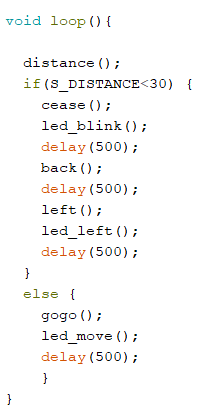 void loop(){
distance();
if(S_DISTANCE<30) {
cease();
led_blink();
delay(500);
back();
delay(500);
left();
led_left();
delay(500);
}
else {
gogo();
led_move();
delay(500);
}
}